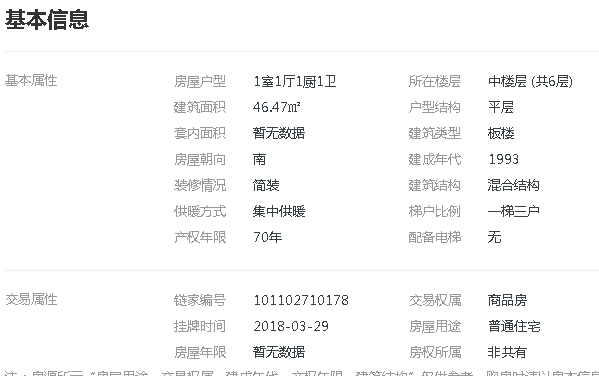 基本信息
基本属性 房屋户型 1室1厅1厨1卫 所在楼层 中楼层 (共6层)
建筑面积 46.47㎡ 户型结构 平层
套内面积 暂无数据 建筑类型 板楼
房屋朝向 南 建成年代 1993
装修情况 简装 建筑结构 混合结构
供暖方式 集中供暖 梯户比例 一梯三户
产权年限 70年 配备电梯 无
交易属性 链家编号 101102710178 交易权属 商品房
挂牌时间 2018-03-29 房屋用途 普通住宅
房屋年限 暂无数据 房权所属 非共有